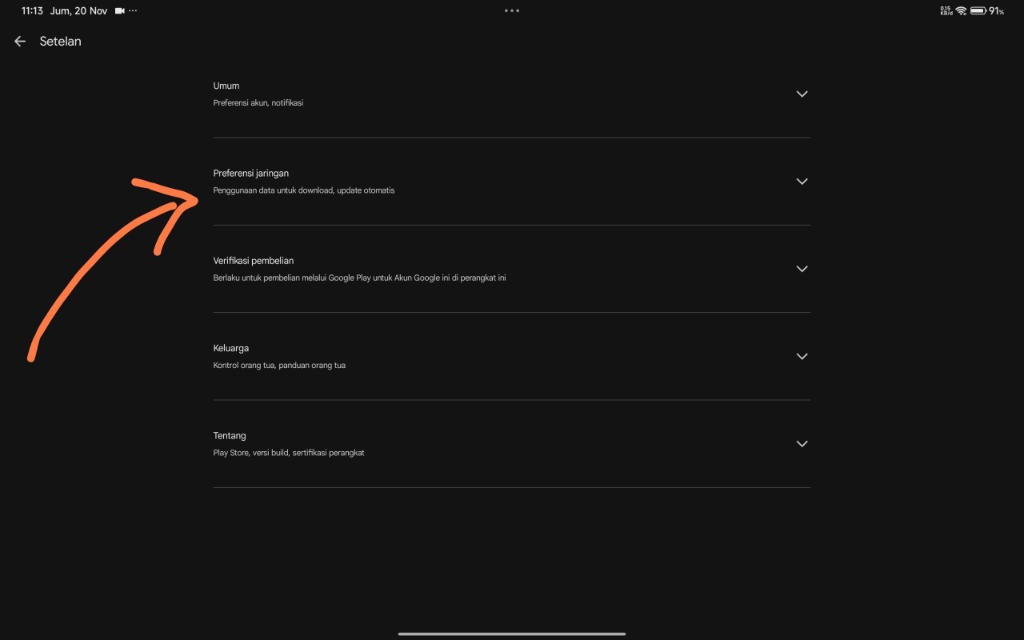 11:13 Jum, 20 Nov
91%
Setelan
Umum
Preferensi akun, notifikasi
Preferensi jaringan
Penggunaan data untuk download, update otomatis
Verifikasi pembelian
Berlaku untuk pembelian melalui Google Play untuk Akun Google ini di perangkat ini
Keluarga
Kontrol orang tua, panduan orang tua
Tentang
Play Store, versi build, sertifikasi perangkat